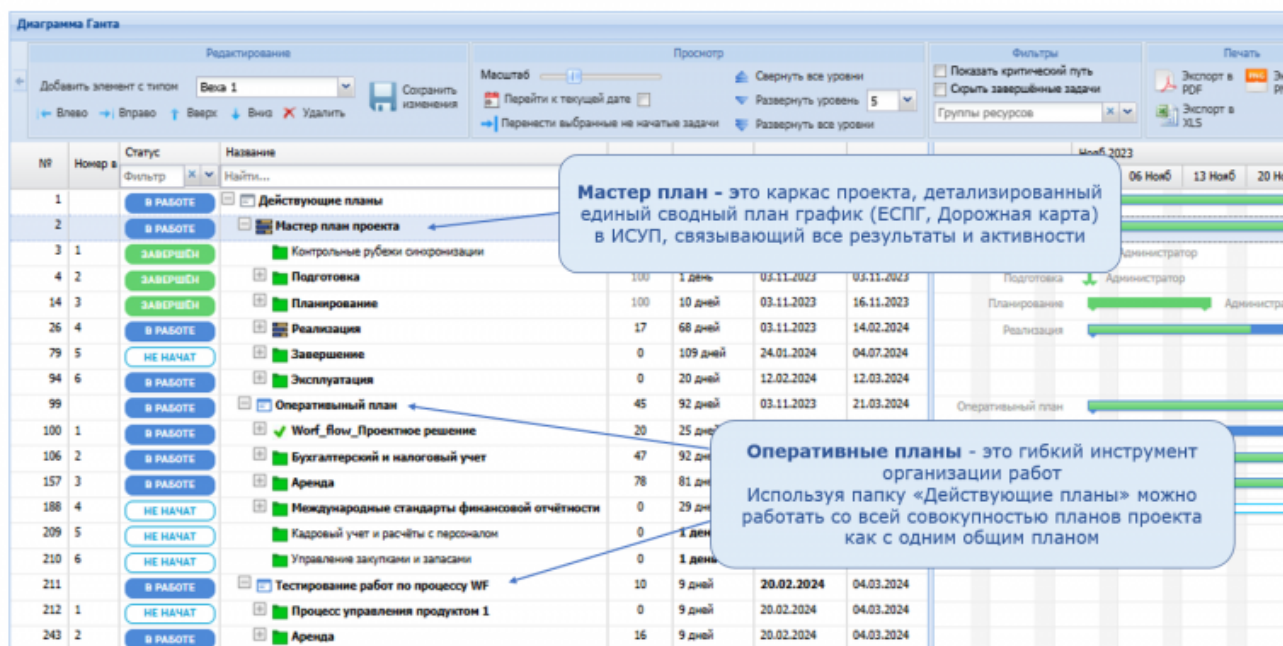 Диаграмма Ганта
Редактирование
Просмотр
Фильтры
Печать
Добавить элемент с типом Веха 1
Сохранить изменения
Влево Вправо Вверх Вниз Удалить
Масштаб
Перейти к текущей дате
Перенести выбранные не начатые задачи
Свернуть все уровни
Развернуть уровень 5
Развернуть все уровни
Показать критический путь
Скрыть завершённые задачи
Группы ресурсов
Экспорт в PDF
Экспорт в XLS
№ Номер в Статус Название
Фильтр Найти...
Нояб 2023
06 Нояб 13 Нояб 20 Но
1 В РАБОТЕ Действующие планы
2 В РАБОТЕ Мастер план проекта
3 1 ЗАВЕРШЁН Контрольные рубежи синхронизации Администратор
4 2 ЗАВЕРШЁН Подготовка 100 1 день 03.11.2023 03.11.2023 Подготовка Администратор
14 3 ЗАВЕРШЁН Планирование 100 10 дней 03.11.2023 16.11.2023 Планирование Администра
26 4 В РАБОТЕ Реализация 17 68 дней 03.11.2023 14.02.2024 Реализация
79 5 НЕ НАЧАТ Завершение 0 109 дней 24.01.2024 04.07.2024
94 6 В РАБОТЕ Эксплуатация 0 20 дней 12.02.2024 12.03.2024
99 В РАБОТЕ Оперативыный план 45 92 дней 03.11.2023 21.03.2024 Оперативыный план
100 1 В РАБОТЕ Worf_flow_Проектное решение 20 25 дне
106 2 В РАБОТЕ Бухгалтерский и налоговый учет 47 92 дн
157 3 В РАБОТЕ Аренда 78 81 дн
188 4 НЕ НАЧАТ Международные стандарты финансовой отчётности 0 29 дн
209 5 НЕ НАЧАТ Кадровый учет и расчёты с персоналом 0 1 ден
210 6 НЕ НАЧАТ Управление закупками и запасами 0 1 день
211 В РАБОТЕ Тестирование работ по процессу WF 10 9 дней 20.02.2024 04.03.2024
212 1 НЕ НАЧАТ Процесс управления продуктом 1 0 9 дней 20.02.2024 04.03.2024
243 2 В РАБОТЕ Аренда 16 9 дней 20.02.2024 04.03.2024
Мастер план - это каркас проекта, детализированный
единый сводный план график (ЕСПГ, Дорожная карта)
в ИСУП, связывающий все результаты и активности
Оперативные планы - это гибкий инструмент
организации работ
Используя папку «Действующие планы» можно
работать со всей совокупностью планов проекта
как с одним общим планом